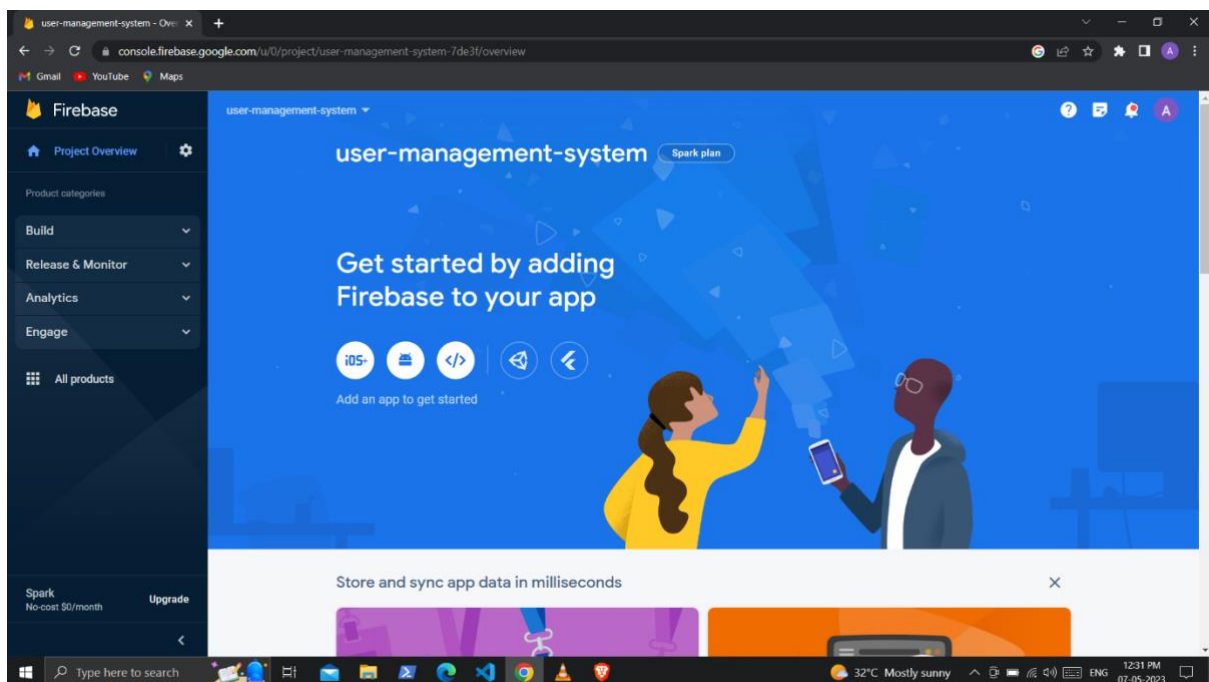 user-management-system - Over
console.firebase.google.com/u/0/project/user-management-system-7de3f/overview
Gmail YouTube Maps
Firebase
user-management-system
A
Project Overview
user-management-system Spark plan
Product categories
Build
Release & Monitor
Analytics
Engage
All products
Get started by adding
Firebase to your app
iOS+ </>
Add an app to get started
Store and sync app data in milliseconds
Spark
No-cost $0/month
Upgrade
Type here to search
32°C Mostly sunny
ENG
12:31 PM
07-05-2023